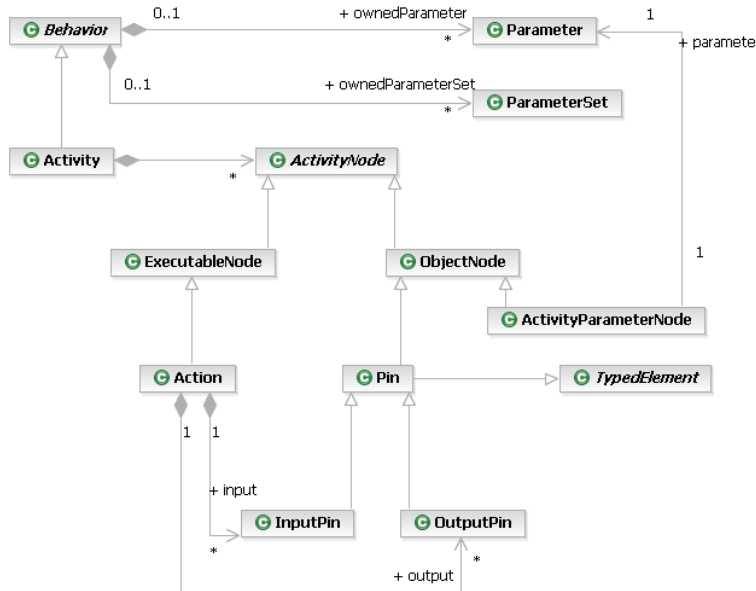 0..1
+ ownedParameter
1
C Behavior
C Parameter
*
+ paramete
0..1
+ ownedParameterSet
C ParameterSet
*
C Activity
C ActivityNode
*
C ExecutableNode
C ObjectNode
1
C ActivityParameterNode
C Action
C Pin
C TypedElement
1
1
+ input
C InputPin
C OutputPin
*
*
+ output